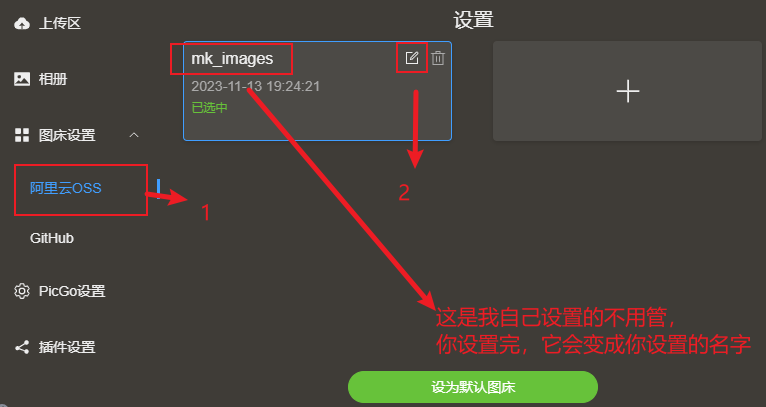 上传区
相册
图床设置
阿里云OSS
GitHub
PicGo设置
插件设置
设置
mk_images
2023-11-13 19:24:21
已选中
1
2
这是我自己设置的不用管，
你设置完，它会变成你设置的名字
设为默认图床